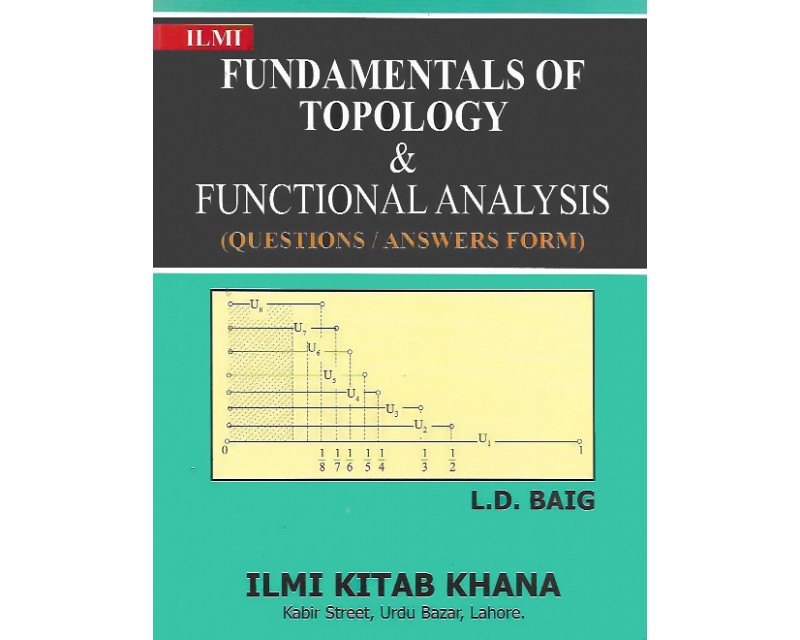 ILMI
FUNDAMENTALS OF
TOPOLOGY
&
FUNCTIONAL ANALYSIS
(QUESTIONS / ANSWERS FORM)
U₈
U₇
U₆
U₅
U₄
U₃
U₂
U₁
0 1/8 1/7 1/6 1/5 1/4 1/3 1/2 1
L.D. BAIG
ILMI KITAB KHANA
Kabir Street, Urdu Bazar, Lahore.